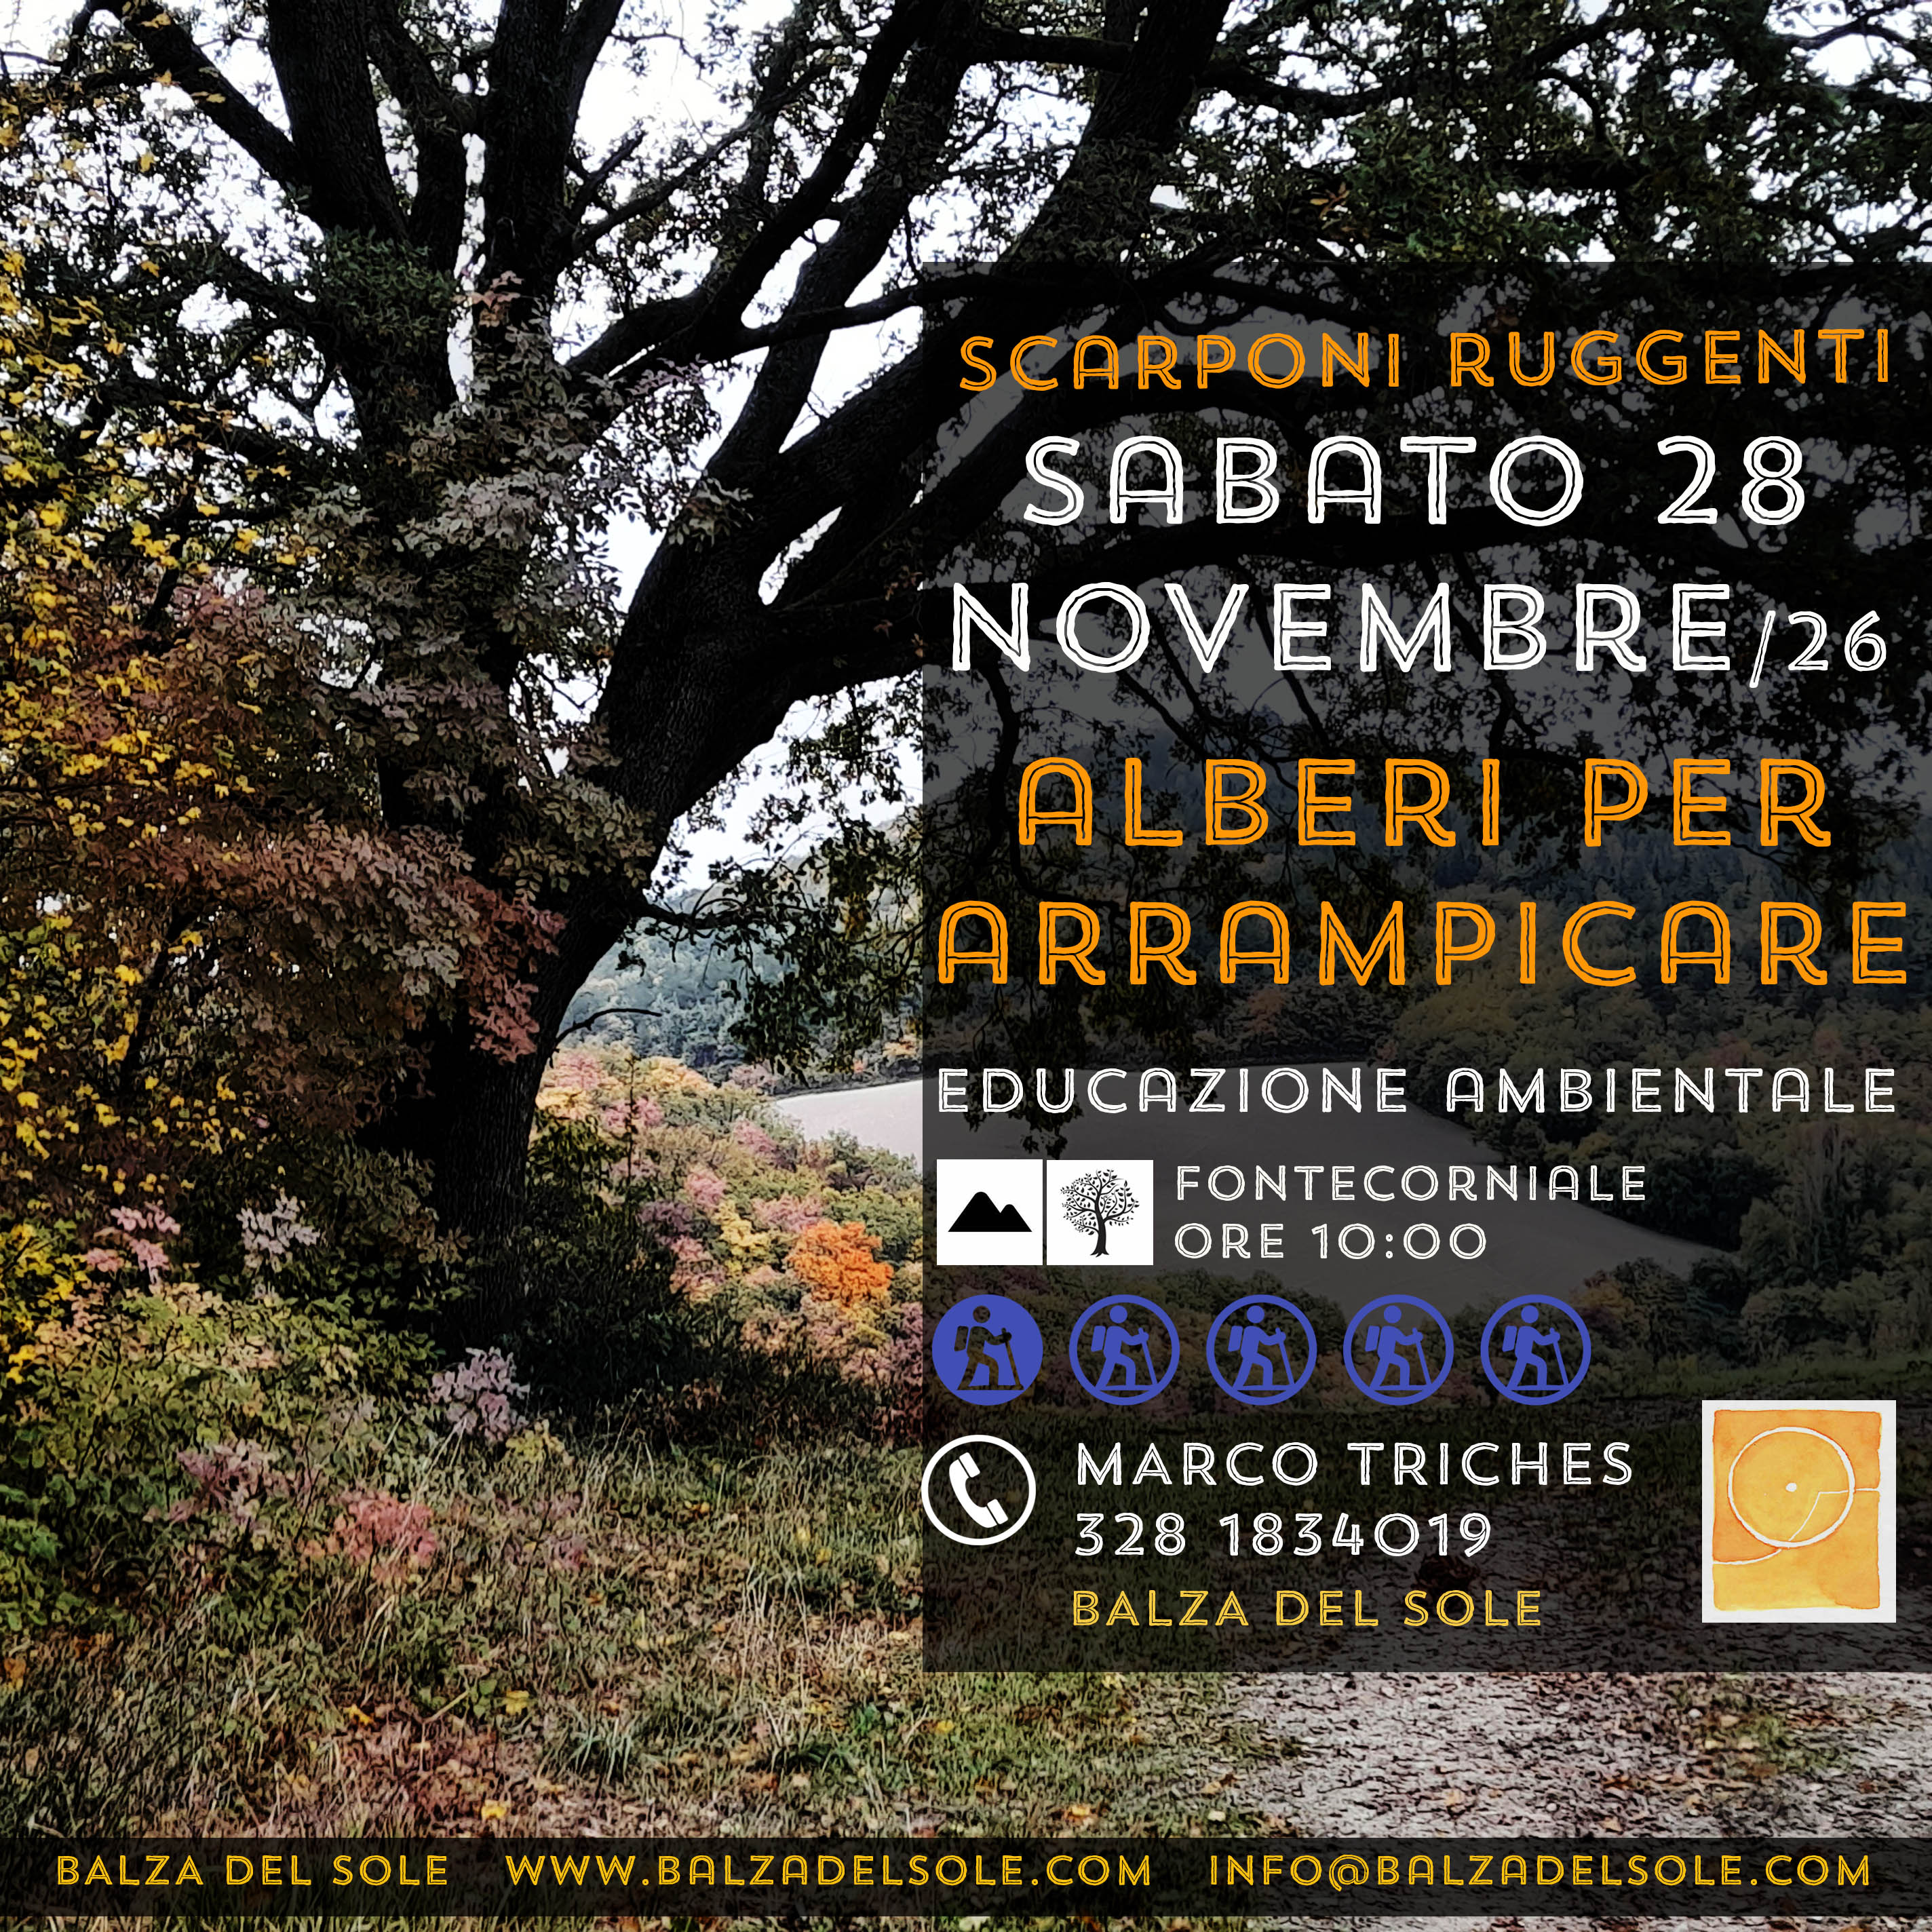 SCARPONI RUGGENTI
SABATO 28
NOVEMBRE/26
ALBERI PER
ARRAMPICARE
EDUCAZIONE AMBIENTALE
FONTECORNIALE
ORE 10:00
MARCO TRICHES
328 1834019
BALZA DEL SOLE
BALZA DEL SOLE WWW.BALZADELSOLE.COM INFO@BALZADELSOLE.COM